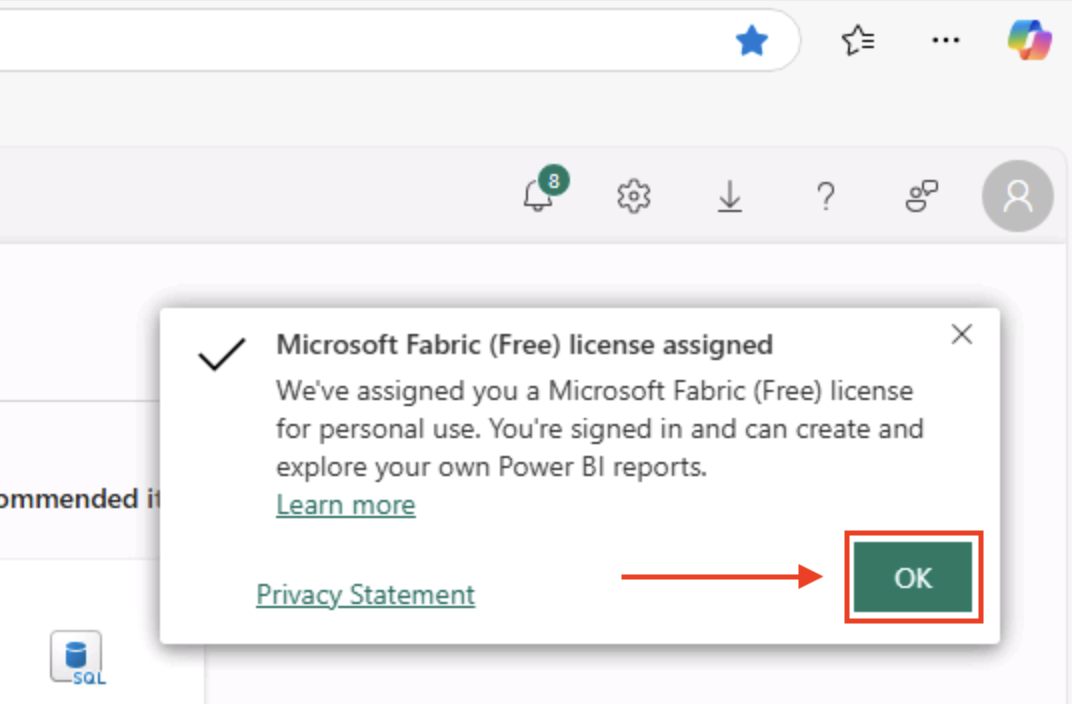 8
?
Microsoft Fabric (Free) license assigned
We've assigned you a Microsoft Fabric (Free) license
for personal use. You're signed in and can create and
explore your own Power BI reports.
Learn more
ommended it
OK
Privacy Statement
SQL